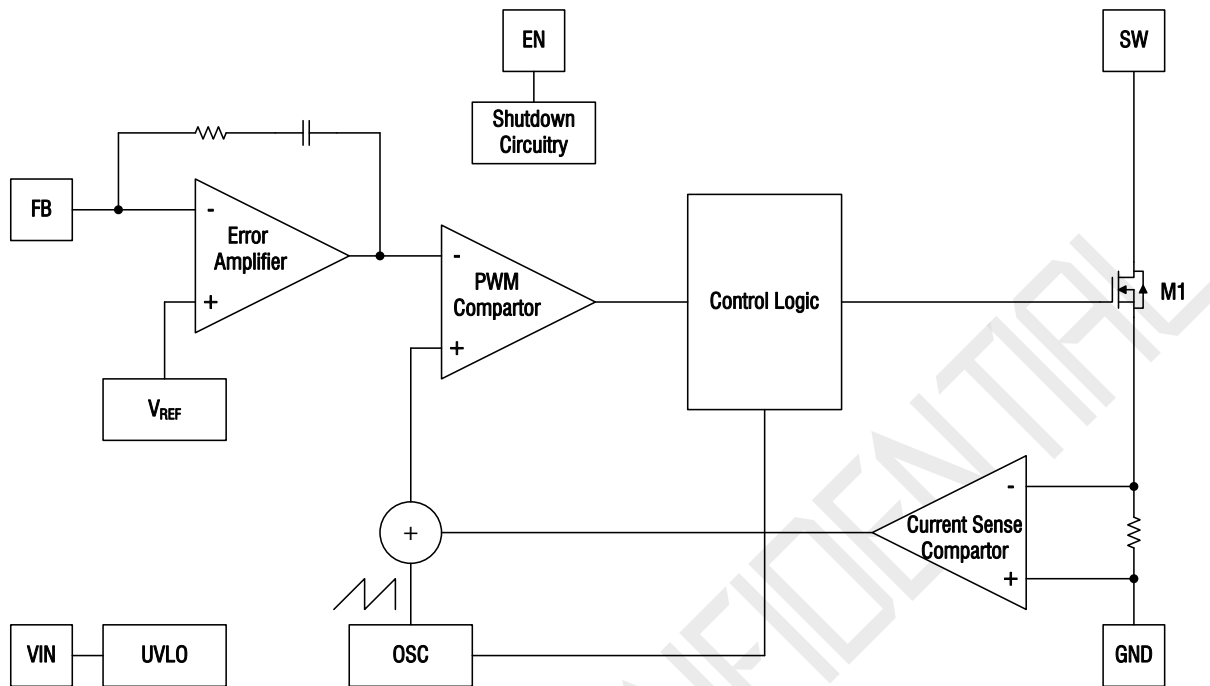 EN
SW
Shutdown
Circuitry
FB
-
Error
Amplifier
+
-
PWM
Compartor
+
Control Logic
M1
VREF
-
Current Sense
Compartor
+
+
VIN
UVLO
OSC
GND
CONFIDENTIAL